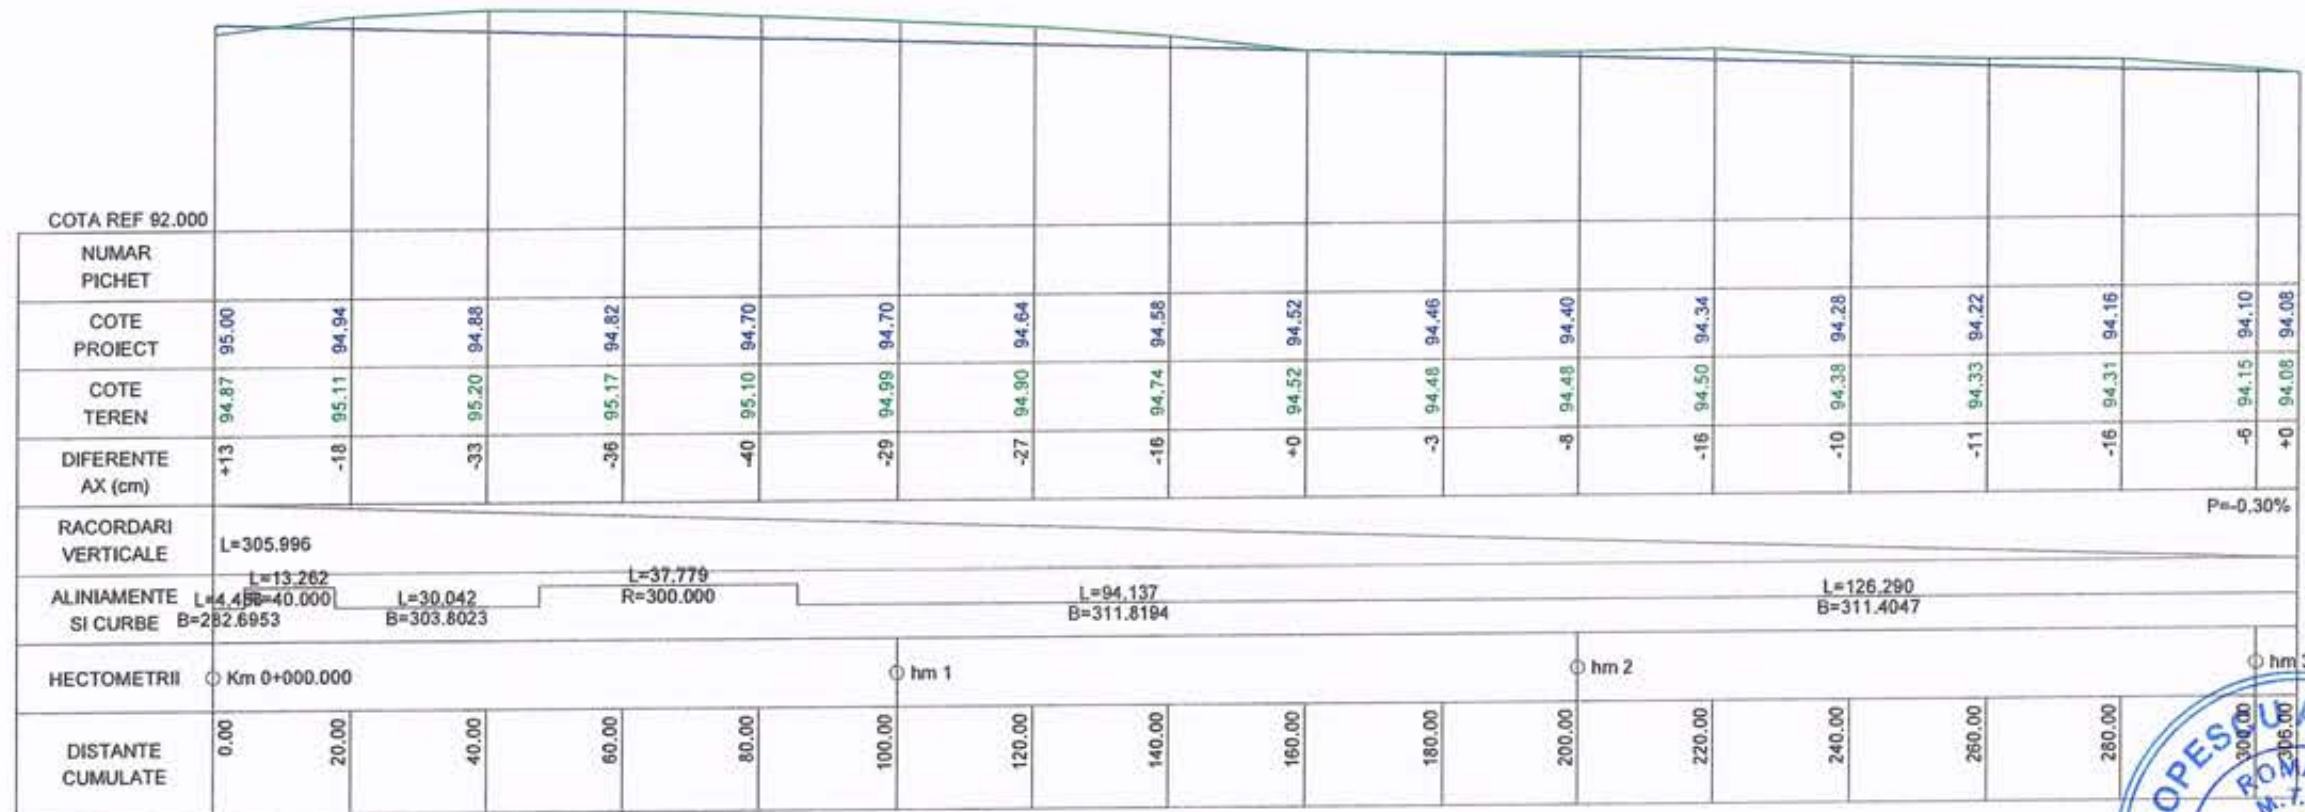 COTA REF 92.000
NUMAR
PICHET
COTE
PROIECT
95.00 94.94 94.88 94.82 94.70 94.70 94.64 94.58 94.52 94.46 94.40 94.34 94.28 94.22 94.16 94.10 94.08
COTE
TEREN
94.87 95.11 95.20 95.17 95.10 94.99 94.90 94.74 94.52 94.48 94.48 94.50 94.38 94.33 94.31 94.15 94.08
DIFERENTE
AX (cm)
+13 -18 -33 -36 -40 -29 -27 -16 +0 -3 -8 -16 -10 -11 -16 -6 +0
P=-0.30%
RACORDARI
VERTICALE
L=305.996
ALINIAMENTE
SI CURBE
B=282.6953
L=13.262
L=30.042
B=303.8023
L=37.779
R=300.000
L=94.137
B=311.8194
L=126.290
B=311.4047
HECTOMETRII
Km 0+000.000
hm 1
hm 2
hm 3
DISTANTE
CUMULATE
0.00 20.00 40.00 60.00 80.00 100.00 120.00 140.00 160.00 180.00 200.00 220.00 240.00 260.00 280.00 300.00 306.00